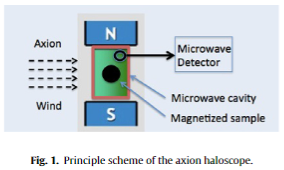 N
Axion
Microwave
Detector
Microwave cavity
Magnetized sample
Wind
S
Fig. 1. Principle scheme of the axion haloscope.